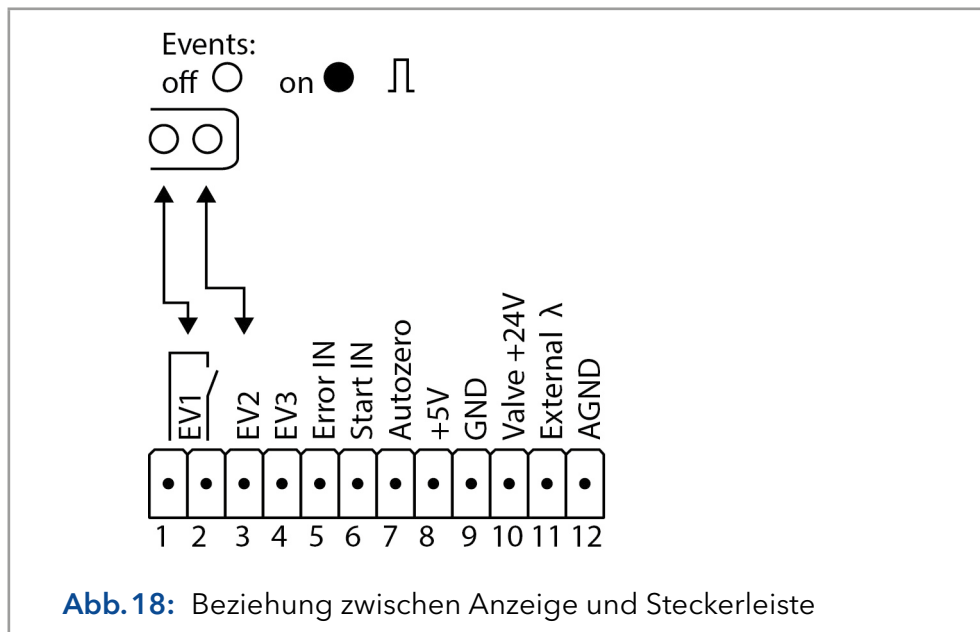 Events:
off on
EV1
EV2
EV3
Error IN
Start IN
Autozero
+5V
GND
Valve +24V
External λ
AGND
1 2 3 4 5 6 7 8 9 10 11 12
Abb.18: Beziehung zwischen Anzeige und Steckerleiste